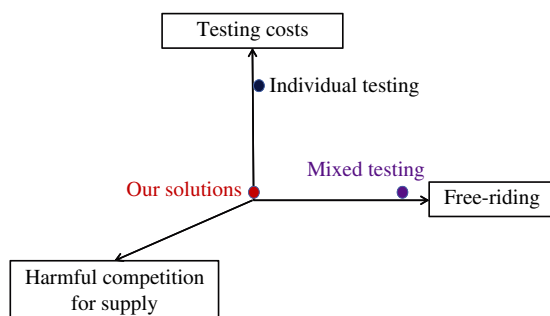 Testing costs
Individual testing
Mixed testing
Our solutions
Free-riding
Harmful competition
for supply